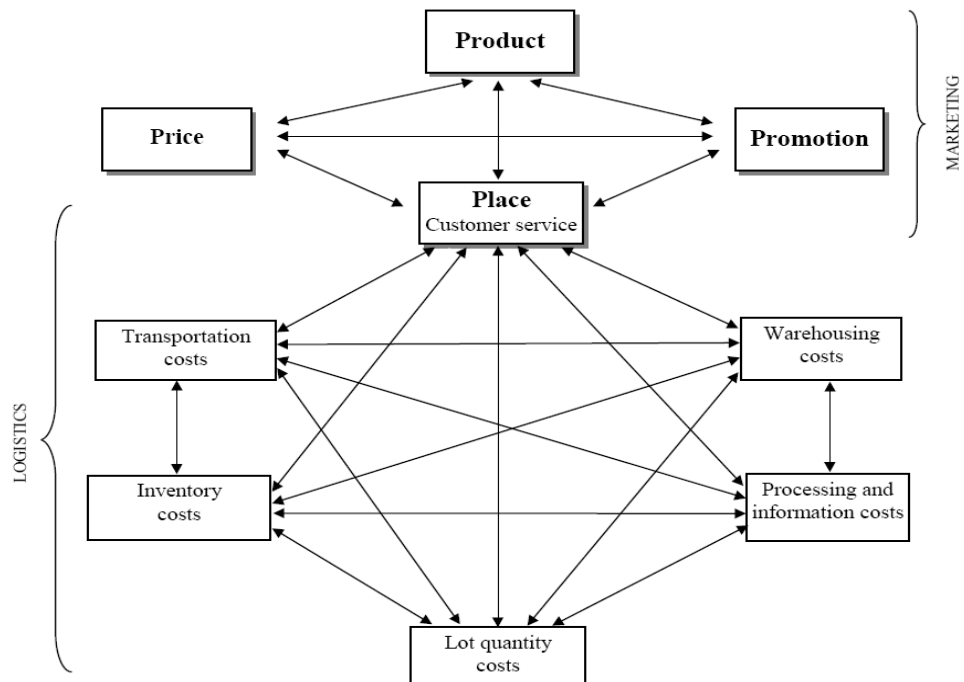 Product
MARKETING
Price
Promotion
Place
Customer service
LOGISTICS
Transportation
costs
Warehousing
costs
Inventory
costs
Processing and
information costs
Lot quantity
costs